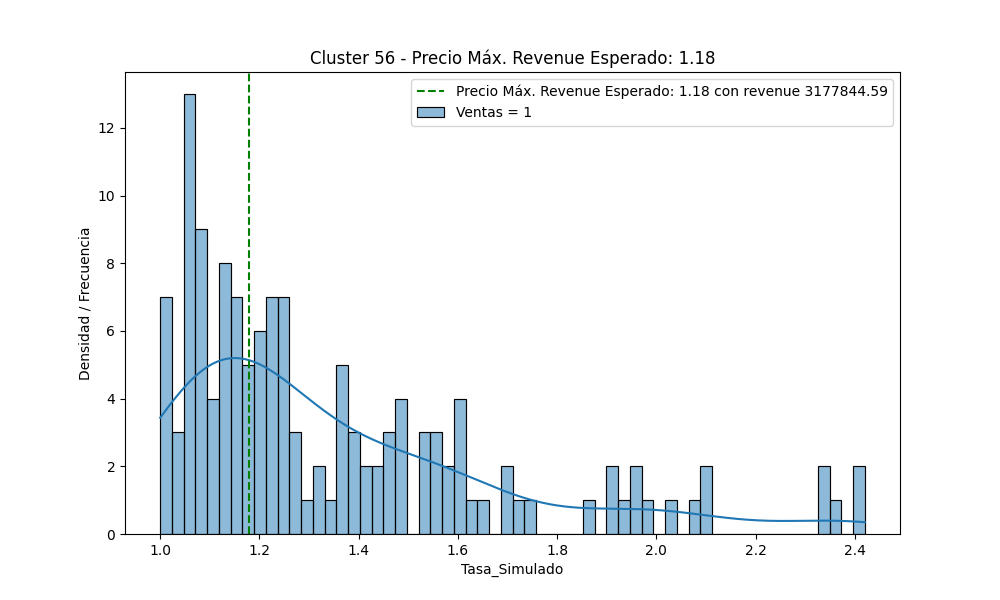 Cluster 56 - Precio Máx. Revenue Esperado: 1.18
Precio Máx. Revenue Esperado: 1.18 con revenue 3177844.59
Ventas = 1
Densidad / Frecuencia
12
10
8
6
4
2
0
1.0 1.2 1.4 1.6 1.8 2.0 2.2 2.4
Tasa_Simulado